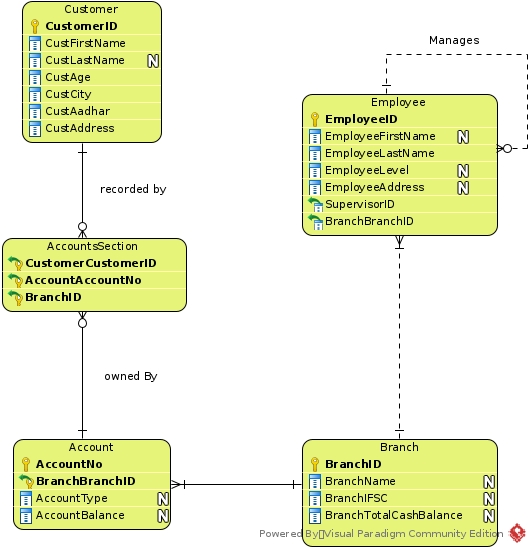 Customer
CustomerID
CustFirstName
CustLastName N
CustAge
CustCity
CustAadhar
CustAddress
Manages
Employee
EmployeeID
EmployeeFirstName N
EmployeeLastName
EmployeeLevel N
EmployeeAddress N
SupervisorID
BranchBranchID
recorded by
AccountsSection
CustomerCustomerID
AccountAccountNo
BranchID
owned By
Account
AccountNo
BranchBranchID
AccountType N
AccountBalance N
Branch
BranchID
BranchName N
BranchIFSC N
BranchTotalCashBalance N
Powered By▯Visual Paradigm Community Edition